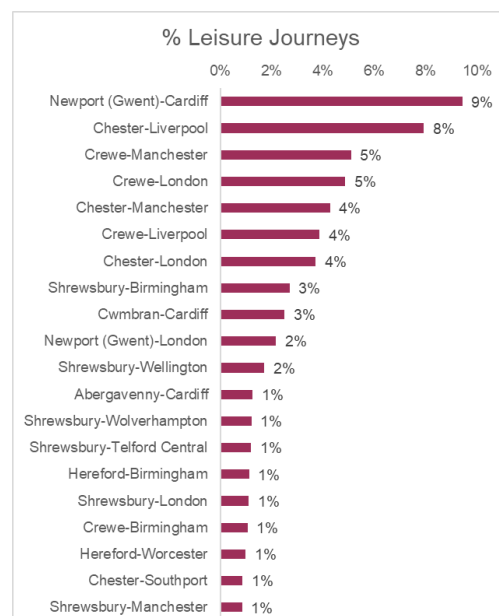 % Leisure Journeys
0% 2% 4% 6% 8% 10%
Newport (Gwent)-Cardiff 9%
Chester-Liverpool 8%
Crewe-Manchester 5%
Crewe-London 5%
Chester-Manchester 4%
Crewe-Liverpool 4%
Chester-London 4%
Shrewsbury-Birmingham 3%
Cwmbran-Cardiff 3%
Newport (Gwent)-London 2%
Shrewsbury-Wellington 2%
Abergavenny-Cardiff 1%
Shrewsbury-Wolverhampton 1%
Shrewsbury-Telford Central 1%
Hereford-Birmingham 1%
Shrewsbury-London 1%
Crewe-Birmingham 1%
Hereford-Worcester 1%
Chester-Southport 1%
Shrewsbury-Manchester 1%